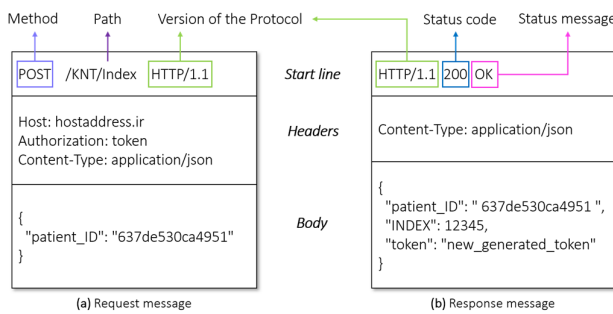 Method Path Version of the Protocol Status code Status message
POST /KNT/Index HTTP/1.1 Start line HTTP/1.1 200 OK
Host: hostaddress.ir
Authorization: token
Content-Type: application/json
Headers
Content-Type: application/json
{
"patient_ID": "637de530ca4951"
}
Body
{
"patient_ID": " 637de530ca4951 ",
"INDEX": 12345,
"token": "new_generated_token"
}
(a) Request message (b) Response message